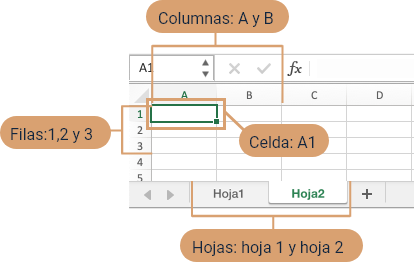 Columnas: A y B
A1
fx
A B C D
1
2
3
4
5
Filas:1,2 y 3
Celda: A1
Hoja1 Hoja2 +
Hojas: hoja 1 y hoja 2